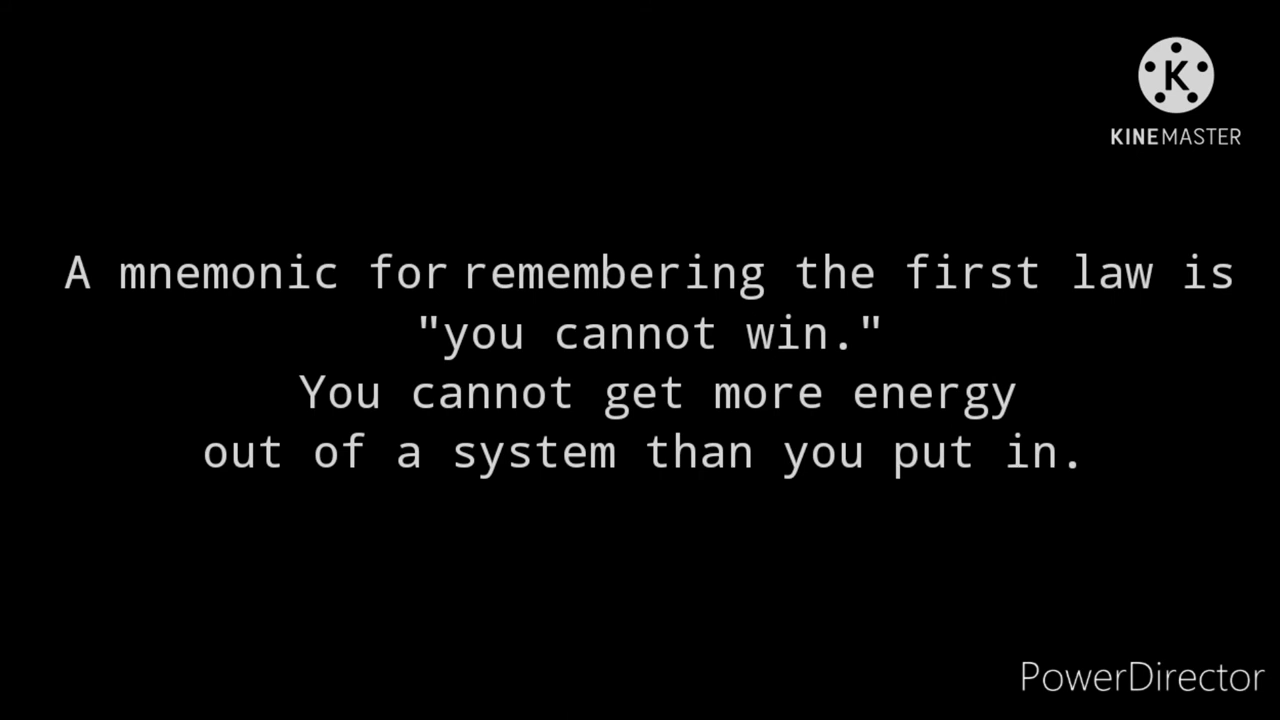 K
KINEMASTER
A mnemonic for remembering the first law is
"you cannot win."
You cannot get more energy
out of a system than you put in.
PowerDirector